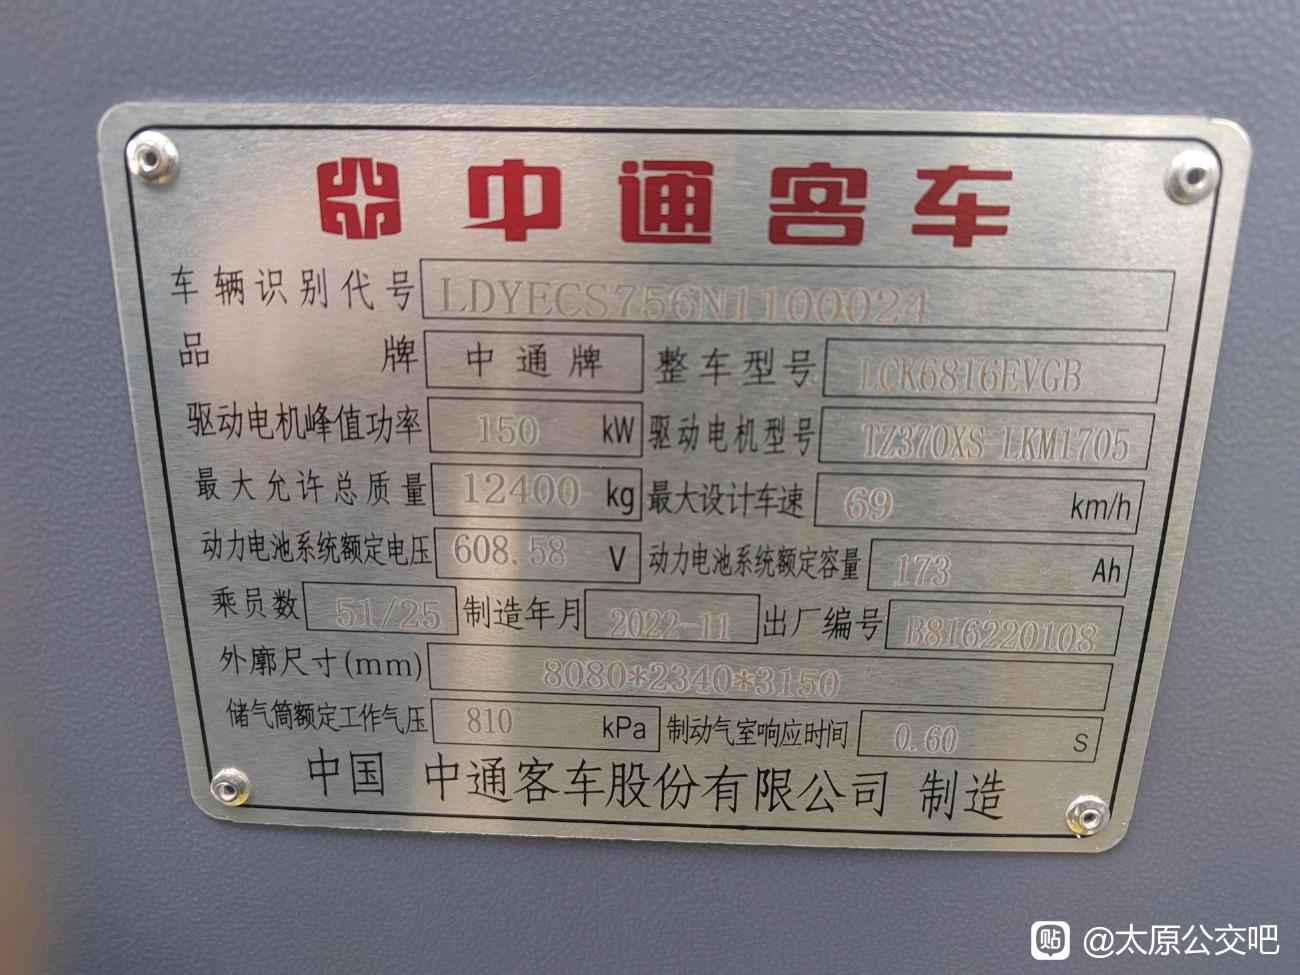 中通客车
车辆识别代号 LDYECS756N1100024
品牌 中通牌 整车型号 LCK6816EVGB
驱动电机峰值功率 150 kW 驱动电机型号 TZ370XS LKM1705
最大允许总质量 12400 kg 最大设计车速 69 km/h
动力电池系统额定电压 608.58 V 动力电池系统额定容量 173 Ah
乘员数 51/25 制造年月 2022-11 出厂编号 B816220108
外廓尺寸(mm) 8080*2340*3150
储气筒额定工作气压 810 kPa 制动气室响应时间 0.60 S
中国 中通客车股份有限公司 制造
贴 @太原公交吧